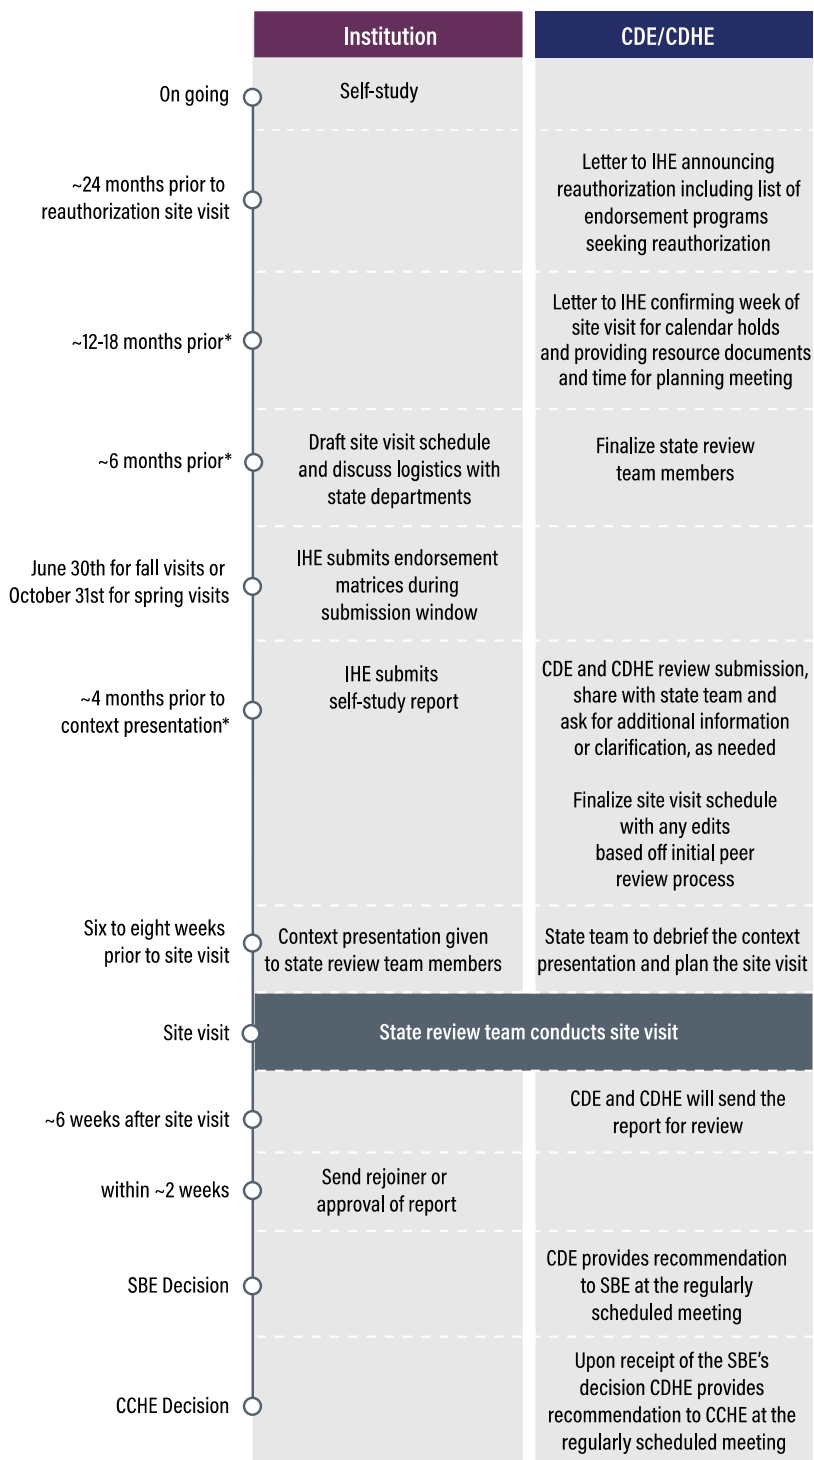 Institution
CDE/CDHE
On going
Self-study
~24 months prior to
reauthorization site visit
Letter to IHE announcing
reauthorization including list of
endorsement programs
seeking reauthorization
~12-18 months prior*
Letter to IHE confirming week of
site visit for calendar holds
and providing resource documents
and time for planning meeting
~6 months prior*
Draft site visit schedule
and discuss logistics with
state departments
Finalize state review
team members
June 30th for fall visits or
October 31st for spring visits
IHE submits endorsement
matrices during
submission window
~4 months prior to
context presentation*
IHE submits
self-study report
CDE and CDHE review submission,
share with state team and
ask for additional information
or clarification, as needed
Finalize site visit schedule
with any edits
based off initial peer
review process
Six to eight weeks
prior to site visit
Context presentation given
to state review team members
State team to debrief the context
presentation and plan the site visit
Site visit
State review team conducts site visit
~6 weeks after site visit
CDE and CDHE will send the
report for review
within ~2 weeks
Send rejoiner or
approval of report
SBE Decision
CDE provides recommendation
to SBE at the regularly
scheduled meeting
CCHE Decision
Upon receipt of the SBE's
decision CDHE provides
recommendation to CCHE at the
regularly scheduled meeting